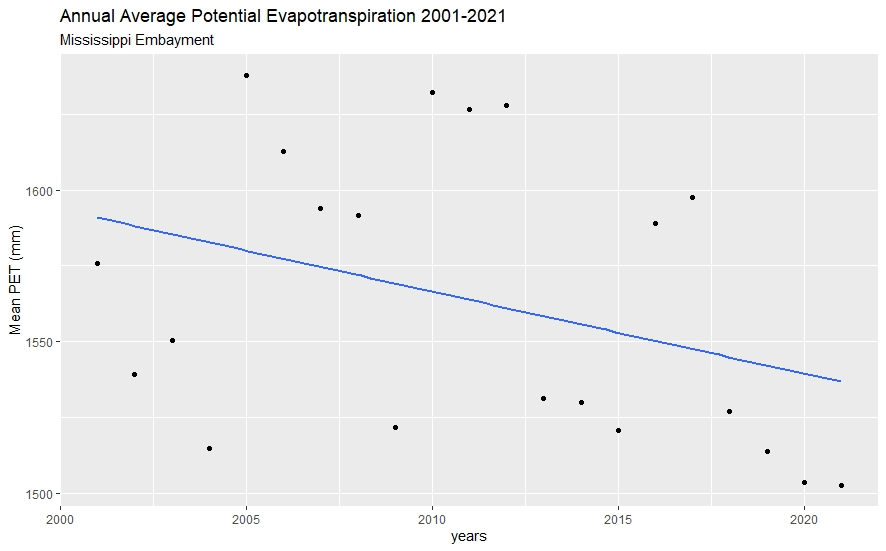 Annual Average Potential Evapotranspiration 2001-2021
Mississippi Embayment
Mean PET (mm)
1600
1550
1500
2000 2005 2010 2015 2020
years